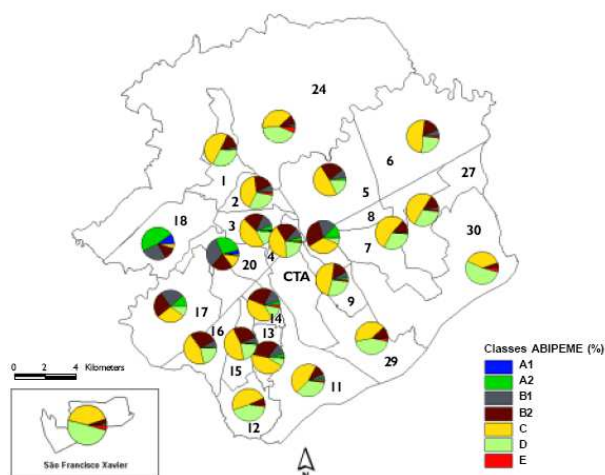 24
6
27
1
5
2
8
18
3
7
30
4
20
CTA
9
17
14
16
13
29
15
11
12
Classes ABIPEME (%)
A1
A2
B1
B2
C
D
E
4 0 2 4 Kilometers
São Francisco Xavier
N